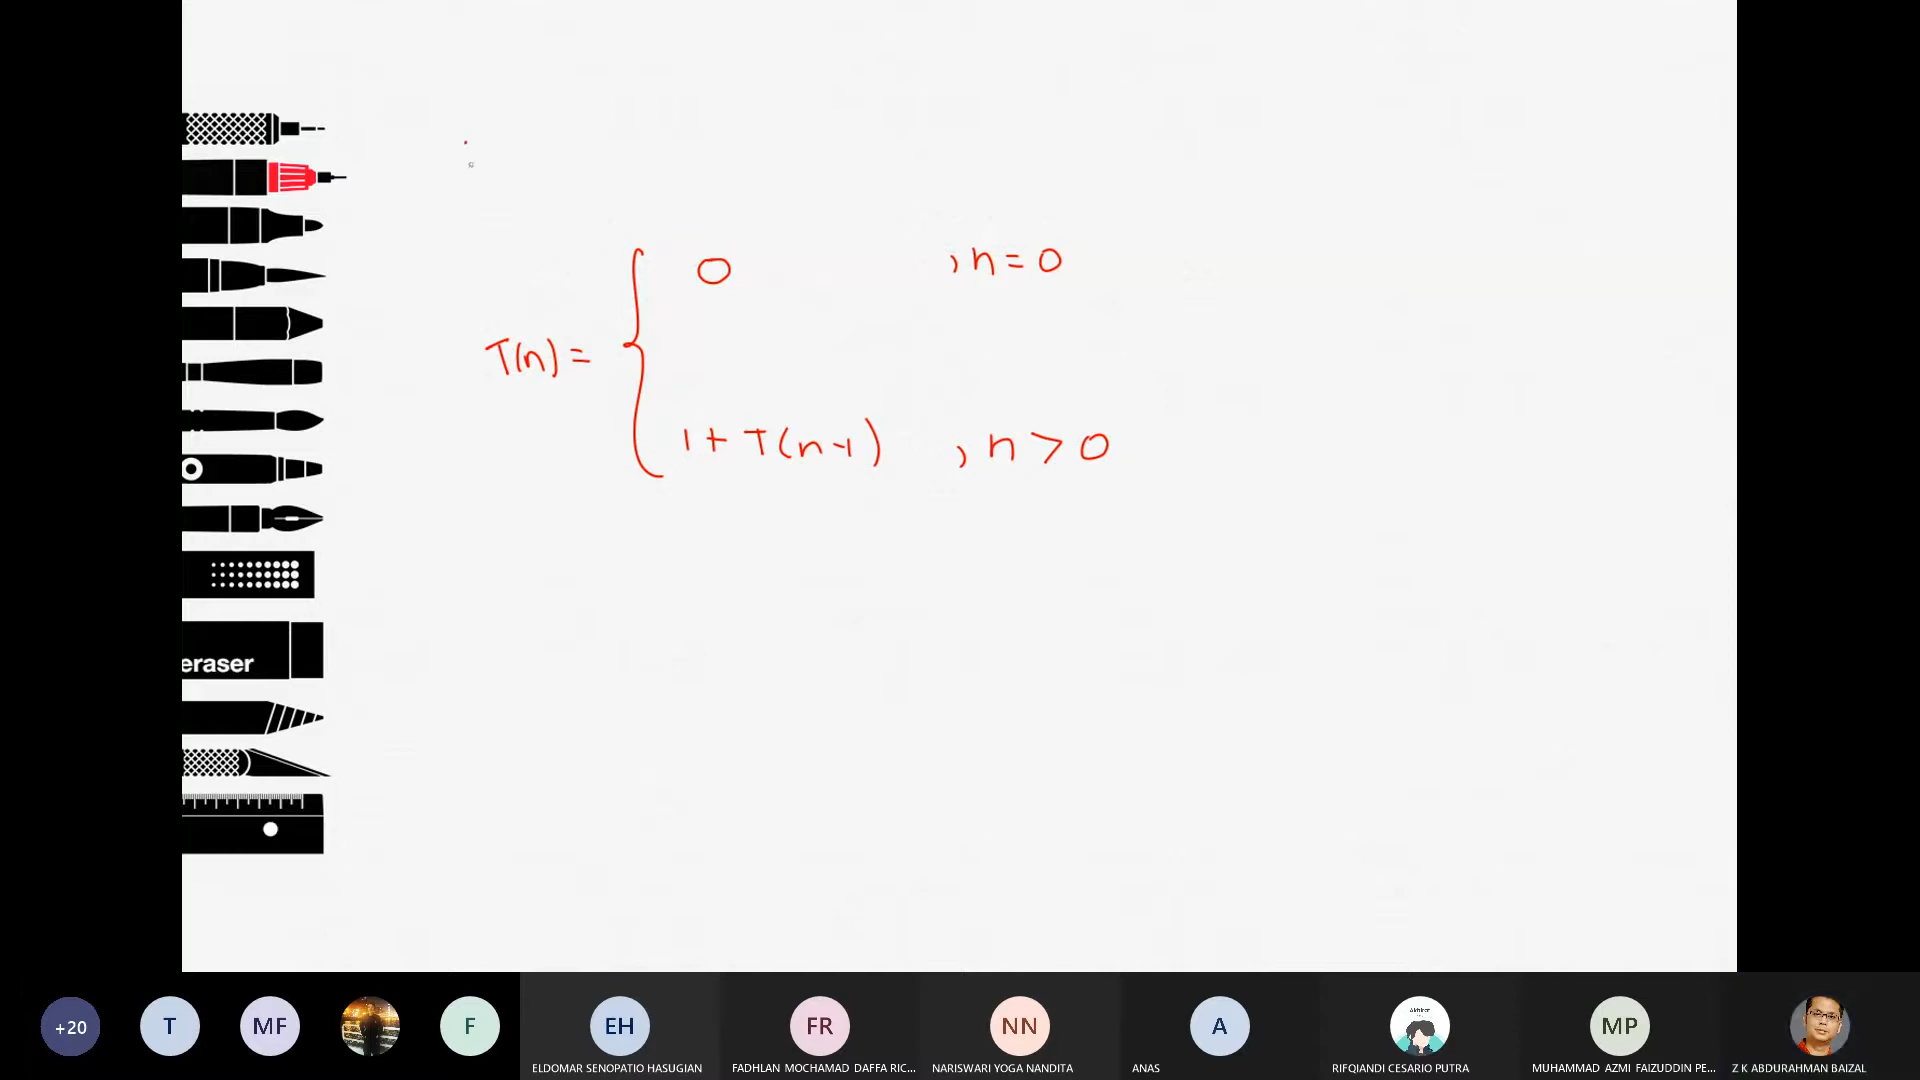 0 , n = 0
T(n) =
1 + T(n-1) , n > 0
eraser
+20
T
MF
F
EH
FR
NN
A
MP
ELDOMAR SENOPATIO HASUGIAN
FADHLAN MOCHAMAD DAFFA RIC...
NARISWARI YOGA NANDITA
ANAS
RIFQIANDI CESARIO PUTRA
MUHAMMAD AZMI FAIZUDDIN PE...
Z K ABDURAHMAN BAIZAL